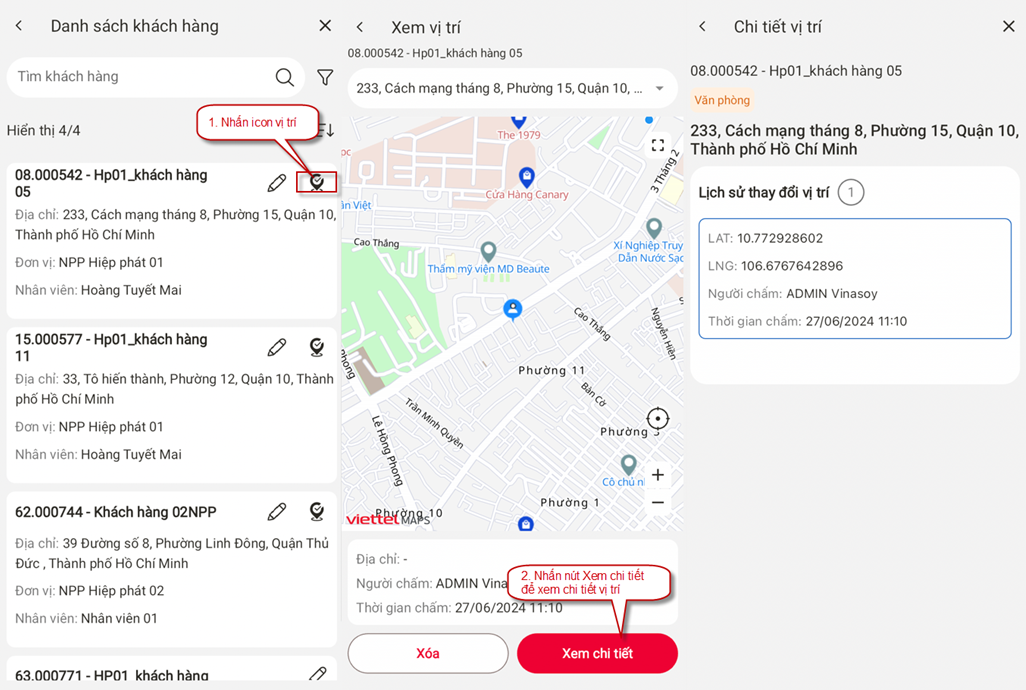 Danh sách khách hàng
Tìm khách hàng
1. Nhấn icon vị trí
Hiển thị 4/4
08.000542 - Hp01_khách hàng
05
Địa chỉ: 233, Cách mạng tháng 8, Phường 15, Quận 10,
Thành phố Hồ Chí Minh
Đơn vị: NPP Hiệp phát 01
Nhân viên: Hoàng Tuyết Mai
15.000577 - Hp01_khách hàng
11
Địa chỉ: 33, Tô hiến thành, Phường 12, Quận 10, Thành
phố Hồ Chí Minh
Đơn vị: NPP Hiệp phát 01
Nhân viên: Hoàng Tuyết Mai
62.000744 - Khách hàng 02NPP
Địa chỉ: 39 Đường số 8, Phường Linh Đông, Quận Thủ
Đức , Thành phố Hồ Chí Minh
Đơn vị: NPP Hiệp phát 02
Nhân viên: Nhân viên 01
63.000771 - HP01_khách hàng
Xem vị trí
08.000542 - Hp01_khách hàng 05
233, Cách mạng tháng 8, Phường 15, Quận 10, ...
The 1979
Cửa Hàng Canary
3 Tháng 2
ân Việt
Cao Thắng
Xí Nghiệp Truy
Dẫn Nước Sạc
Thẩm mỹ viện MD Beaute
Cao Thắng
Nguyễn Hiền
Phong
Phường 11
Bàn Cờ
Trần Minh Quyền
Lê Hồng Phong
Phường 3
Cô chủ n
Phường 1
Phường 10
viettel MAPS
Địa chỉ: -
Người chấm: ADMIN Vina
2. Nhấn nút Xem chi tiết
để xem chi tiết vị trí
Thời gian chấm: 27/06/2024 11:10
Xóa
Xem chi tiết
Chi tiết vị trí
08.000542 - Hp01_khách hàng 05
Văn phòng
233, Cách mạng tháng 8, Phường 15, Quận 10,
Thành phố Hồ Chí Minh
Lịch sử thay đổi vị trí 1
LAT: 10.772928602
LNG: 106.6767642896
Người chấm: ADMIN Vinasoy
Thời gian chấm: 27/06/2024 11:10